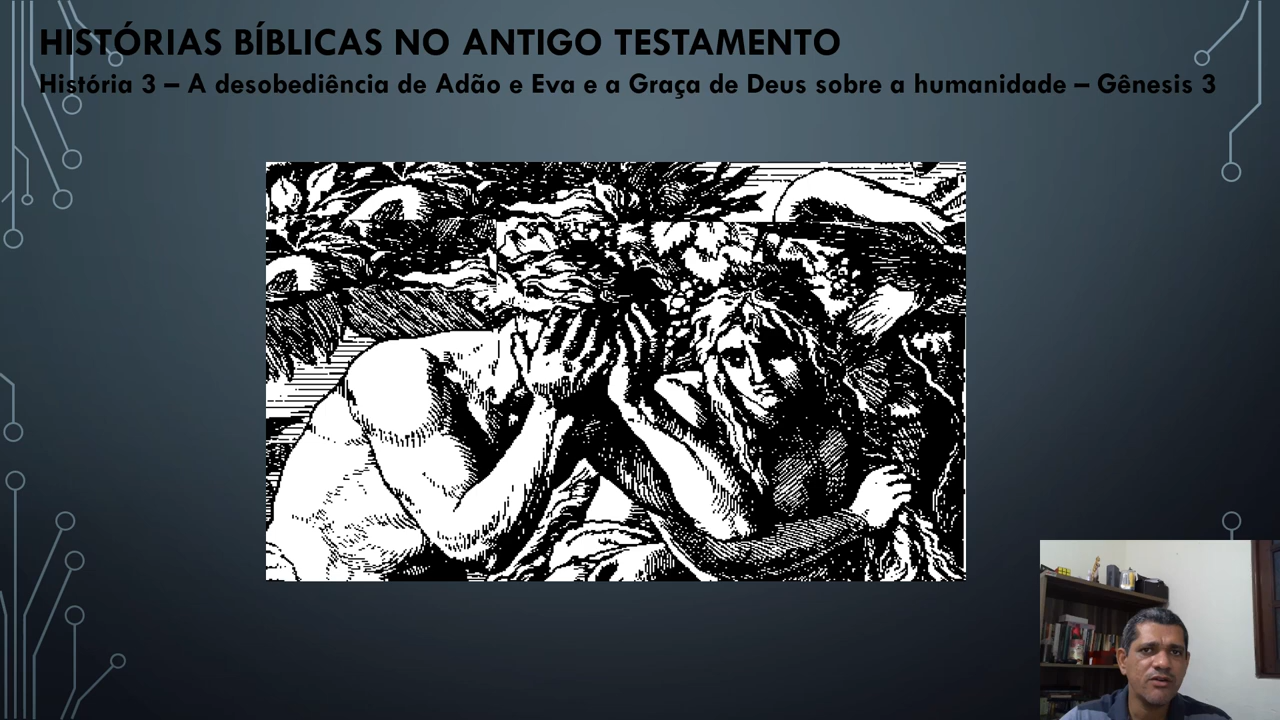 HISTÓRIAS BÍBLICAS NO ANTIGO TESTAMENTO
História 3 – A desobediência de Adão e Eva e a Graça de Deus sobre a humanidade – Gênesis 3